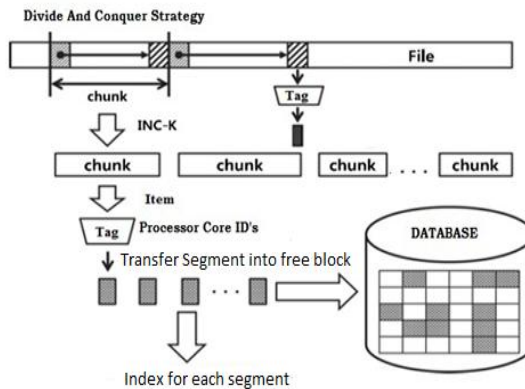 Divide And Conquer Strategy
File
chunk
Tag
INC-K
chunk
chunk
chunk
. . .
chunk
Item
Tag
Processor Core ID's
DATABASE
Transfer Segment into free block
. . .
Index for each segment